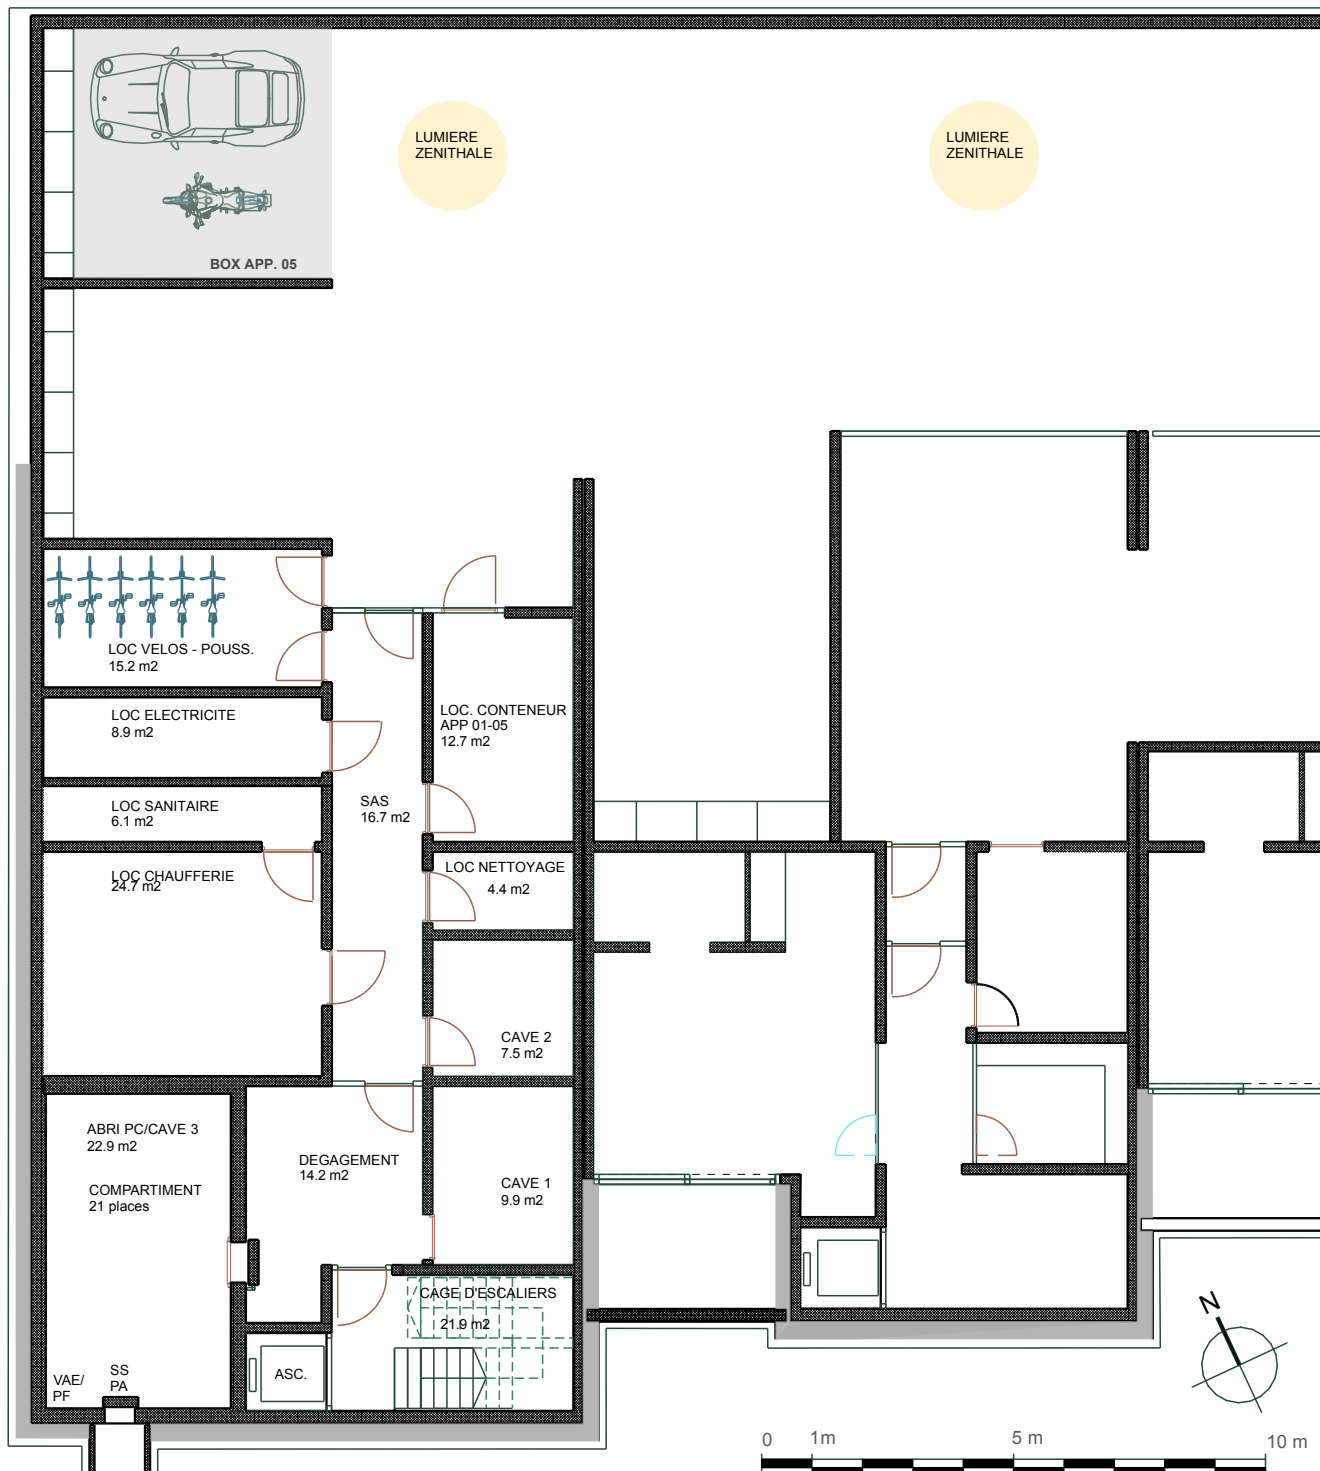 LUMIERE
ZENITHALE
LUMIERE
ZENITHALE
BOX APP. 05
LOC VELOS - POUSS.
15.2 m2
LOC ELECTRICITE
8.9 m2
LOC. CONTENEUR
APP 01-05
12.7 m2
LOC SANITAIRE
6.1 m2
SAS
16.7 m2
LOC CHAUFFERIE
24.7 m2
LOC NETTOYAGE
4.4 m2
CAVE 2
7.5 m2
ABRI PC/CAVE 3
22.9 m2
COMPARTIMENT
21 places
DEGAGEMENT
14.2 m2
CAVE 1
9.9 m2
CAGE D'ESCALIERS
21.9 m2
ASC.
VAE/
PF
SS
PA
N
0 1m 5 m 10 m